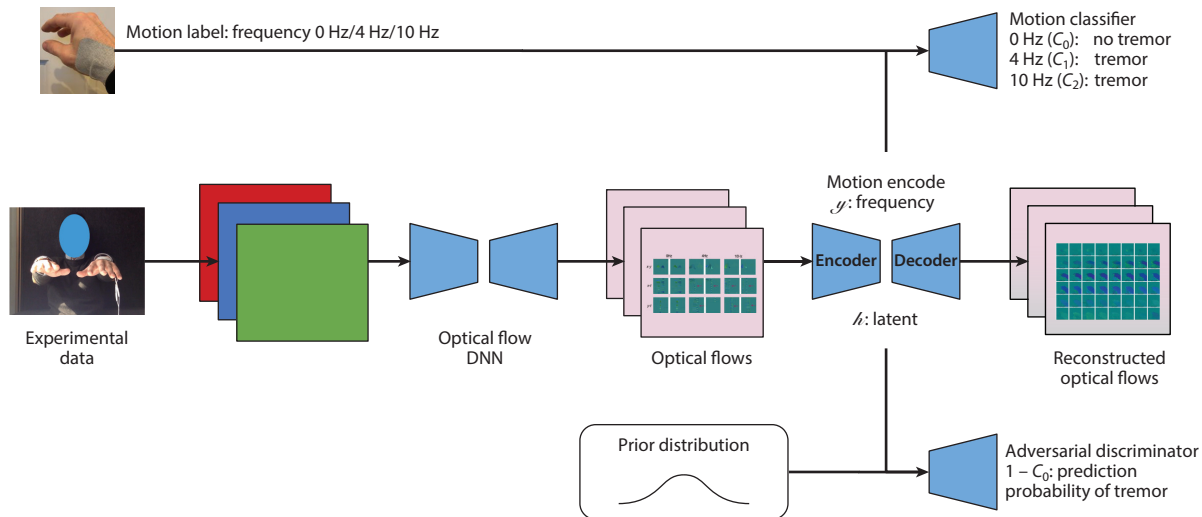 Motion label: frequency 0 Hz/4 Hz/10 Hz
Motion classifier
0 Hz (C₀): no tremor
4 Hz (C₁): tremor
10 Hz (C₂): tremor
Motion encode
𝓎: frequency
Encoder
Decoder
𝒽: latent
Experimental
data
Optical flow
DNN
Optical flows
Reconstructed
optical flows
Prior distribution
Adversarial discriminator
1 – C₀: prediction
probability of tremor